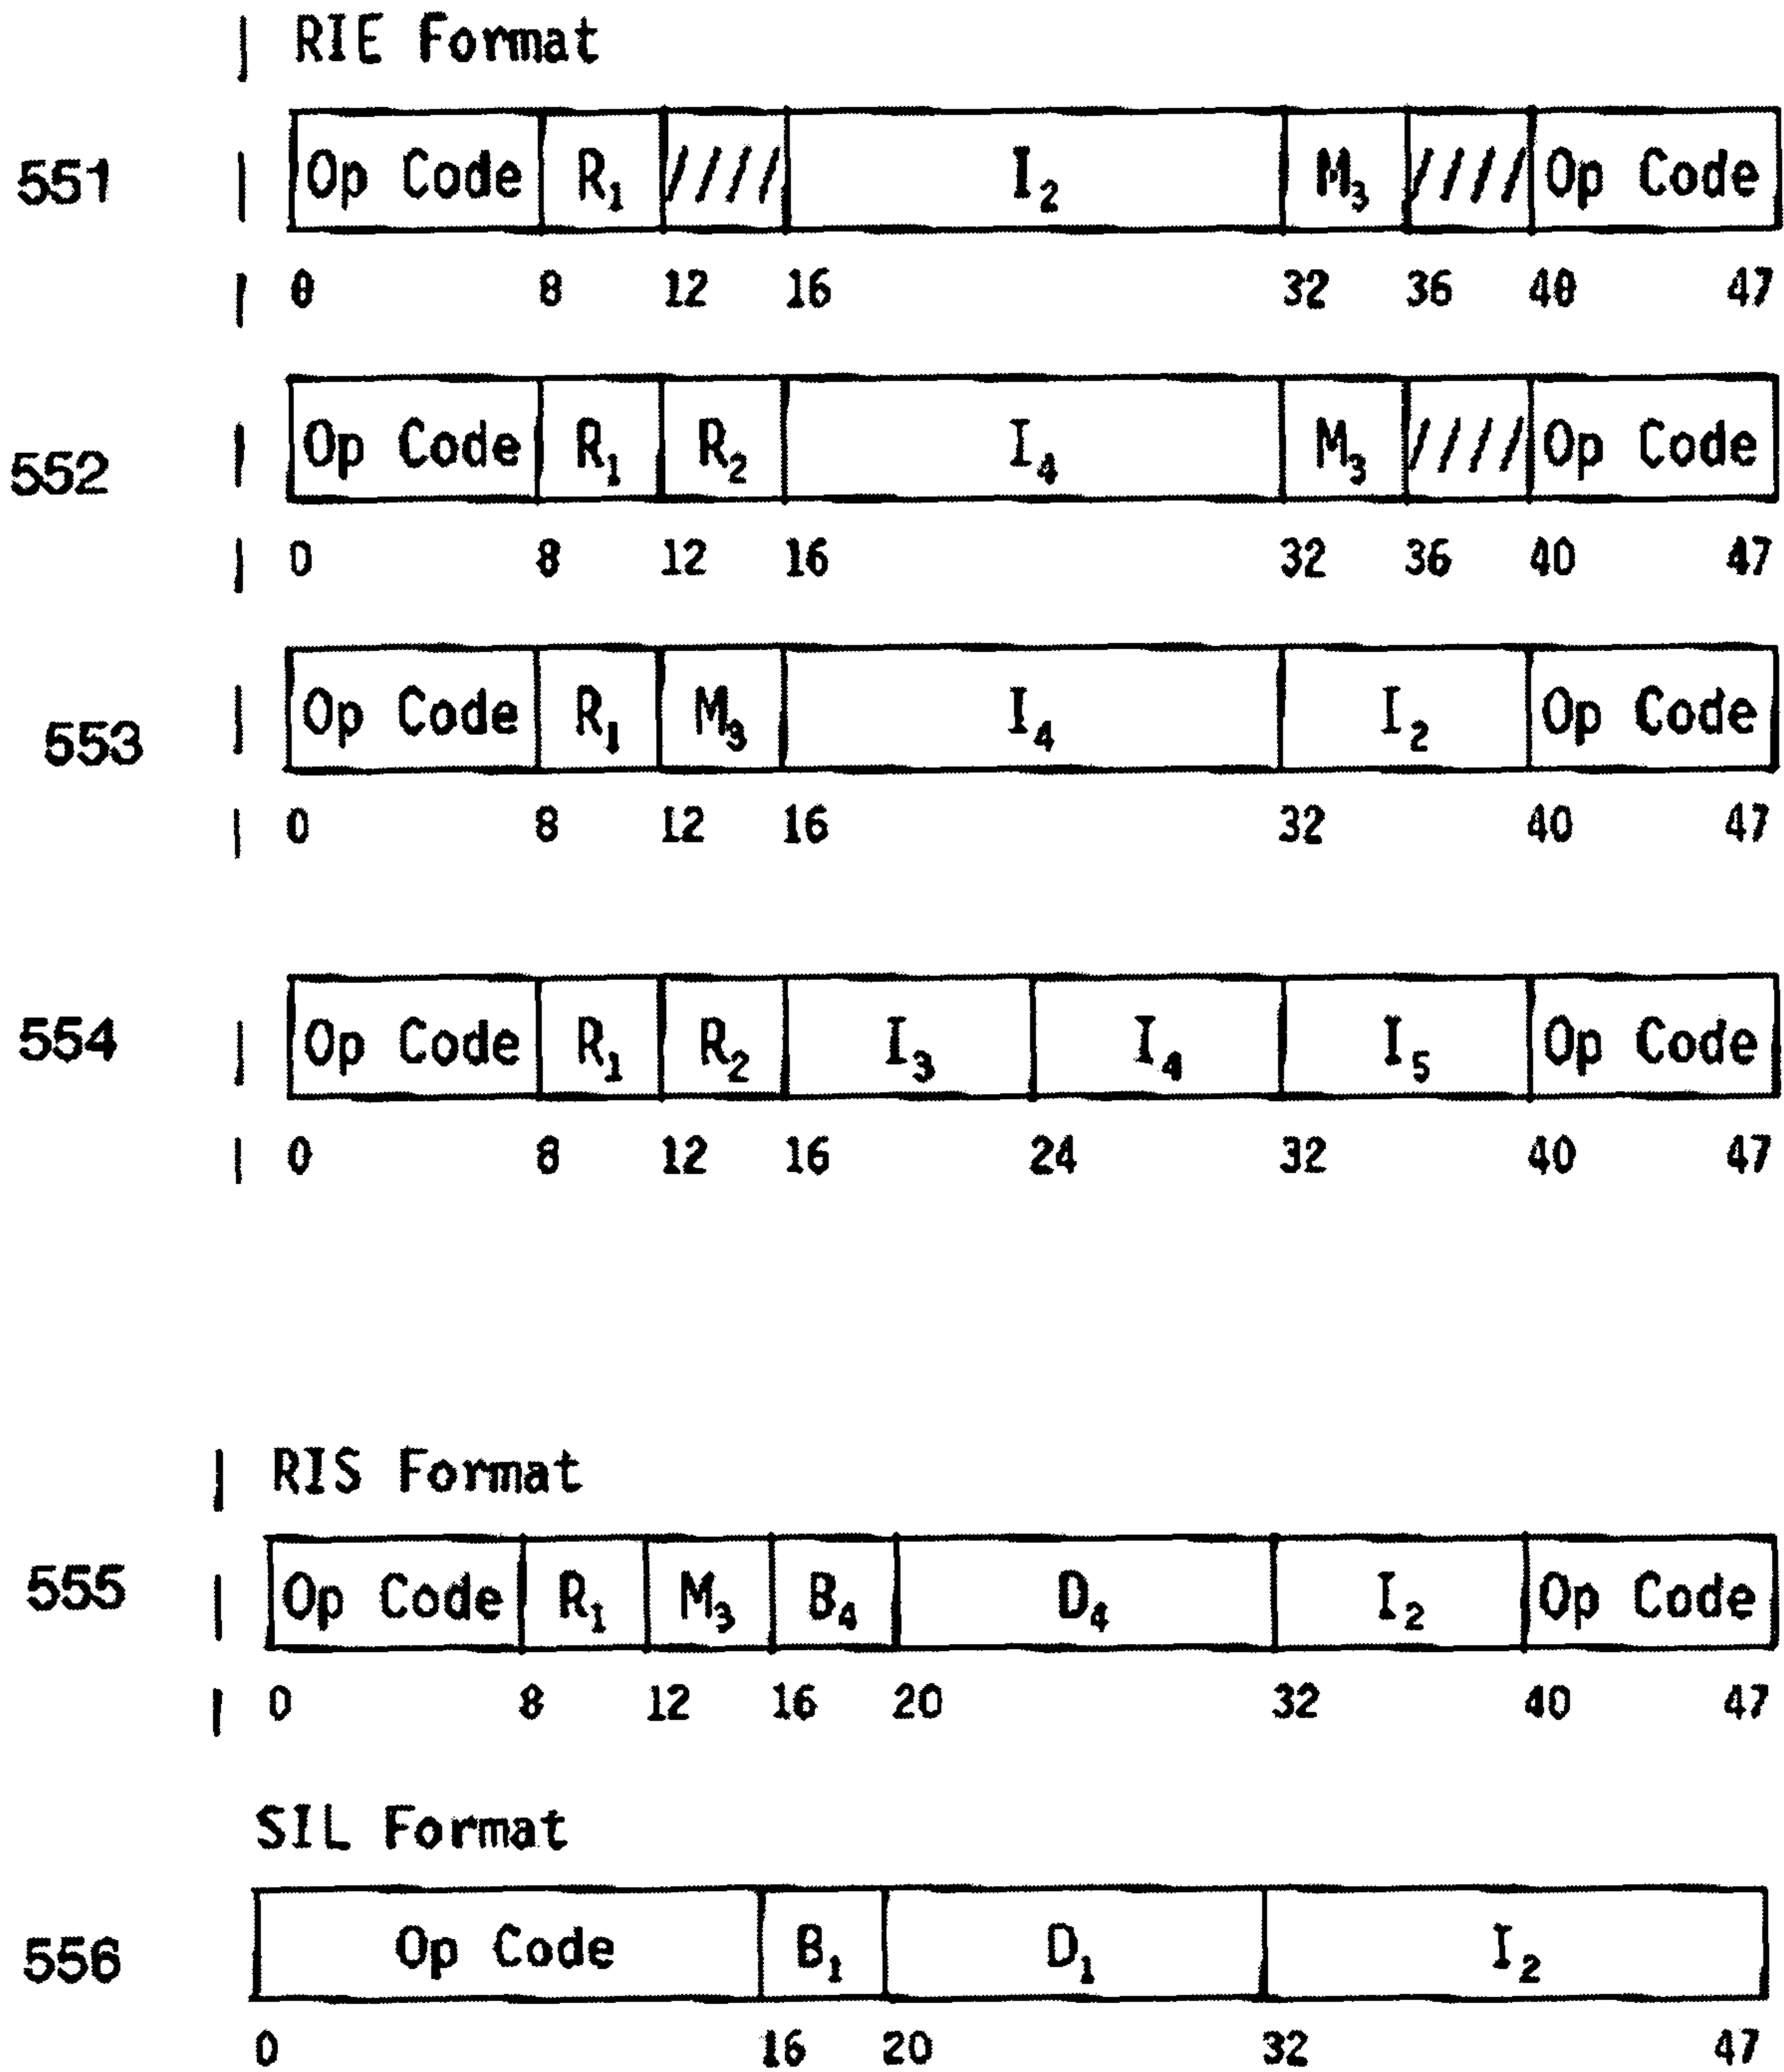 RIE Format
551 | Op Code | R₁ | //// | I₂ | M₃ | //// | Op Code
0 8 12 16 32 36 40 47
552 | Op Code | R₁ | R₂ | I₄ | M₃ | //// | Op Code
0 8 12 16 32 36 40 47
553 | Op Code | R₁ | M₃ | I₄ | I₂ | Op Code
0 8 12 16 32 40 47
554 | Op Code | R₁ | R₂ | I₃ | I₄ | I₅ | Op Code
0 8 12 16 24 32 40 47
RIS Format
555 | Op Code | R₁ | M₃ | B₄ | D₄ | I₂ | Op Code
0 8 12 16 20 32 40 47
SIL Format
556 Op Code | B₁ | D₁ | I₂
0 16 20 32 47